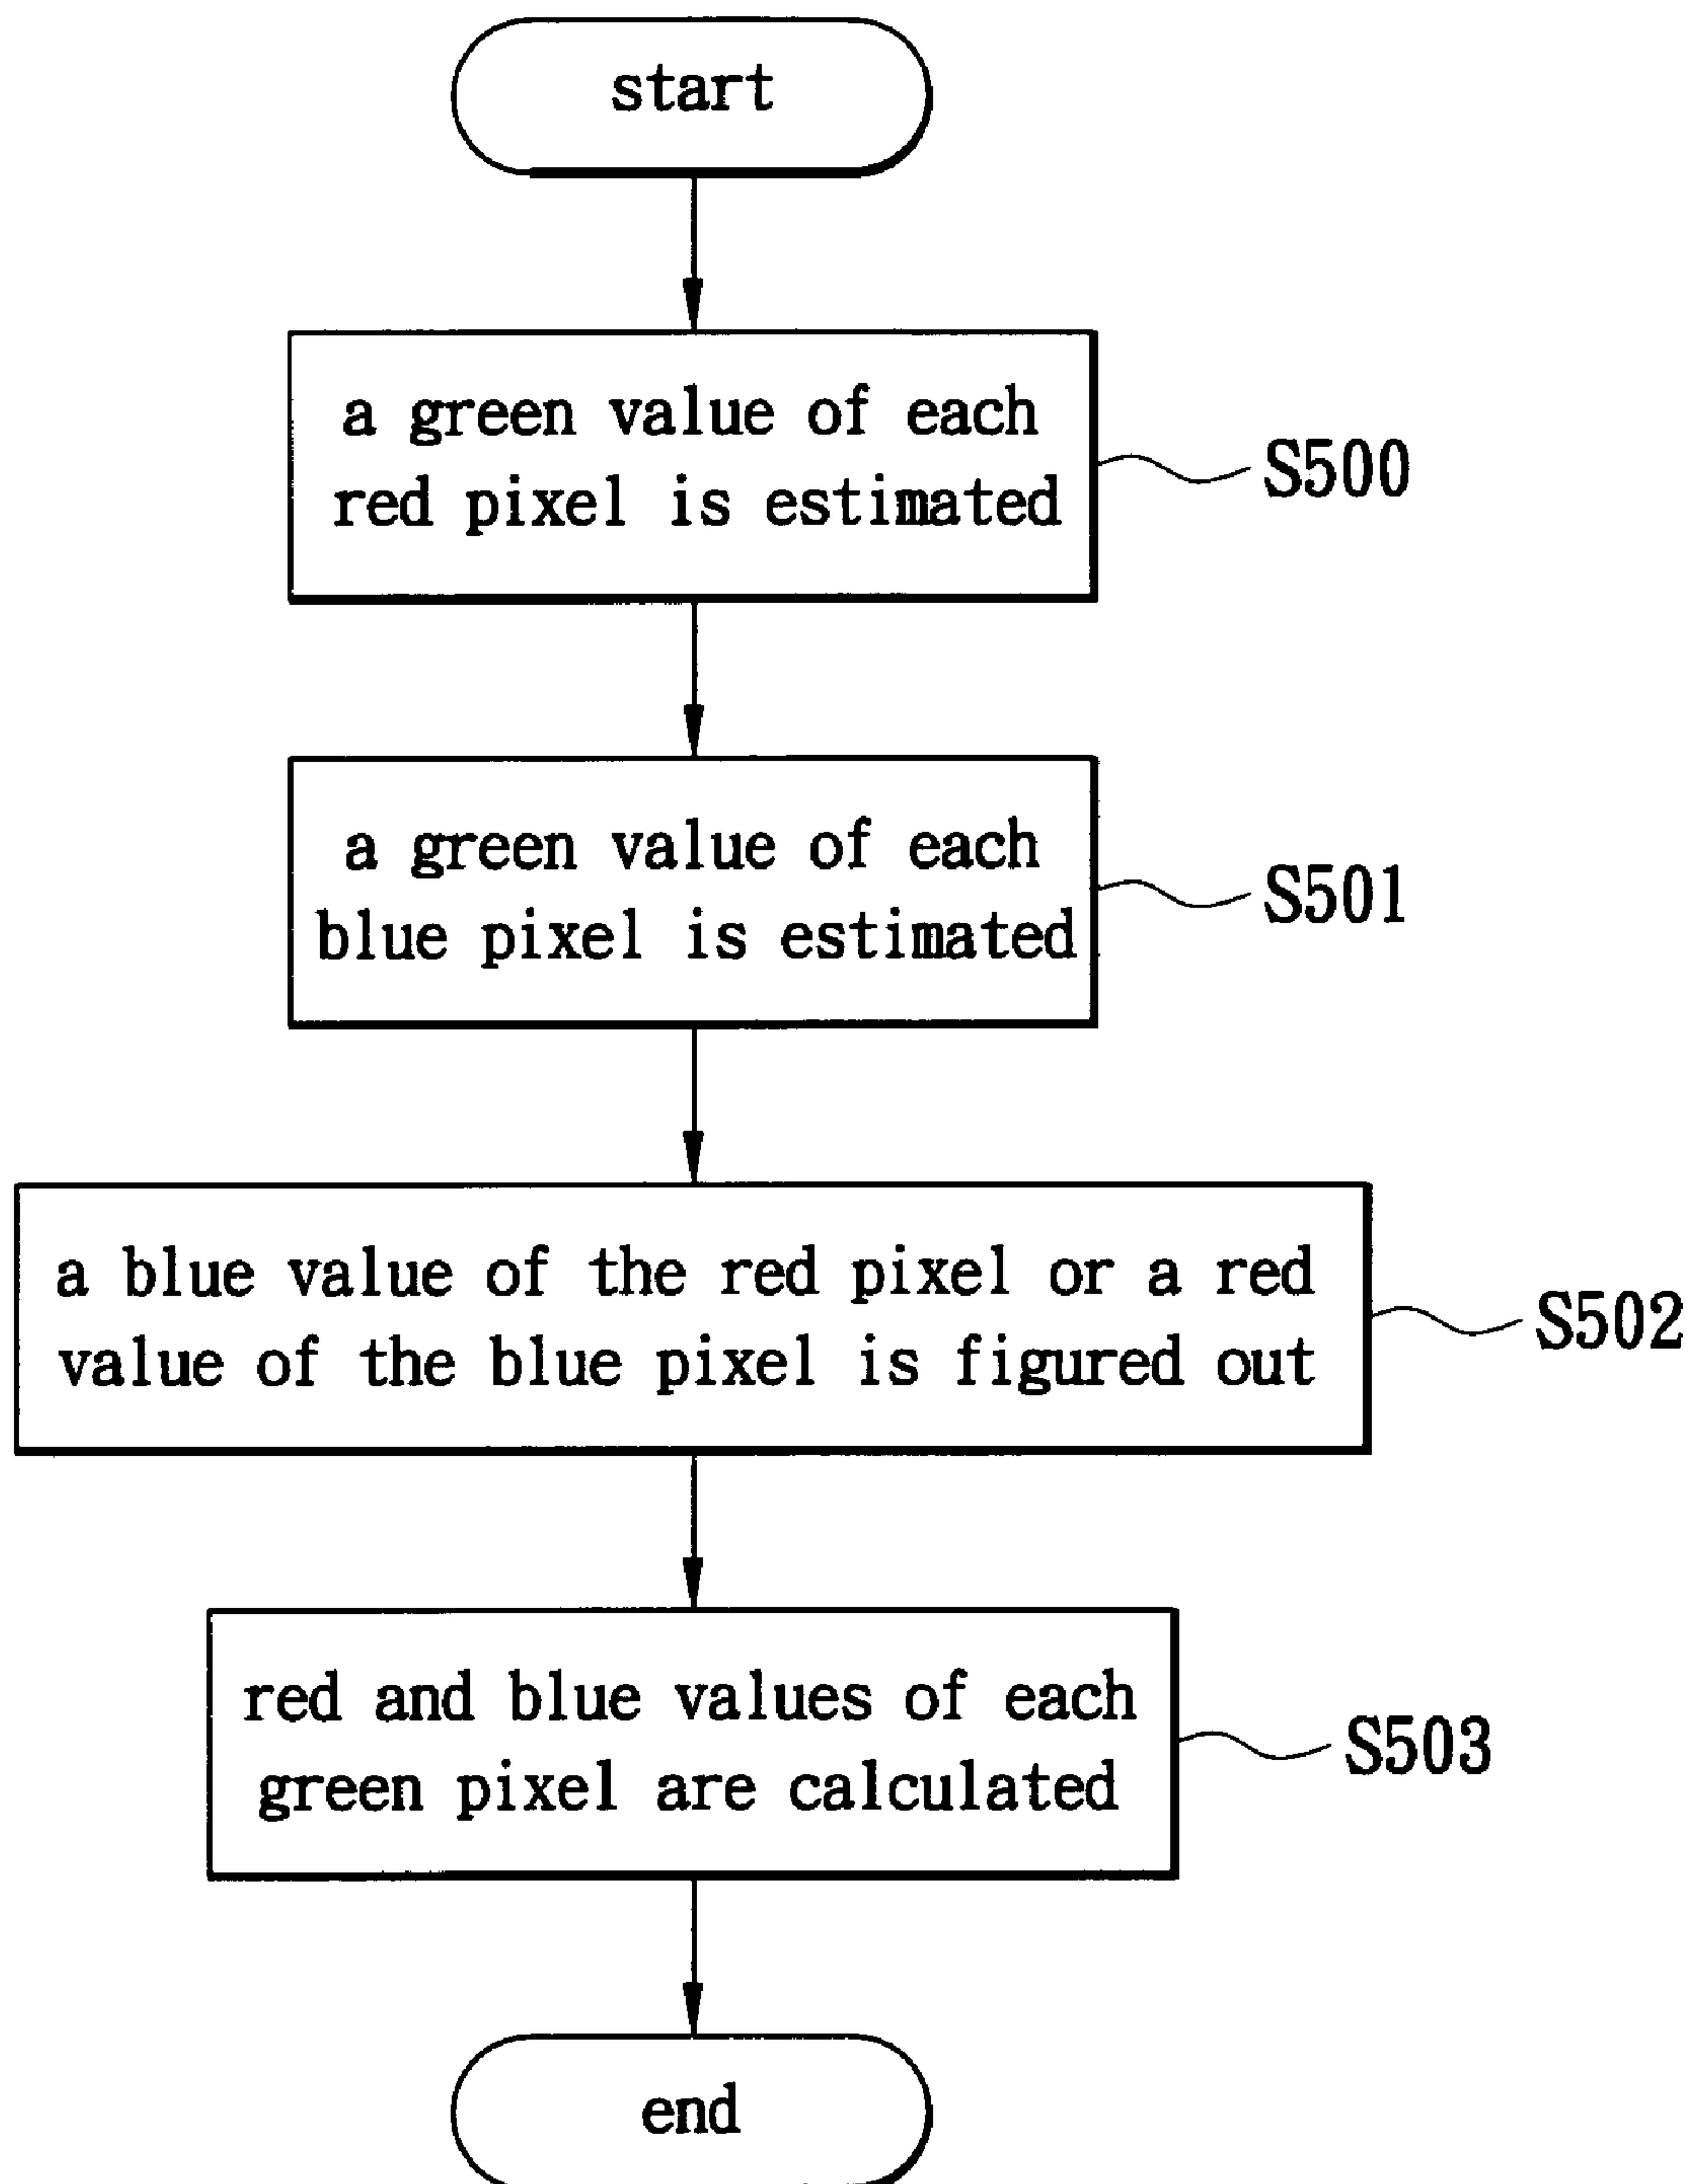 start
a green value of each
red pixel is estimated
S500
a green value of each
blue pixel is estimated
S501
a blue value of the red pixel or a red
value of the blue pixel is figured out
S502
red and blue values of each
green pixel are calculated
S503
end